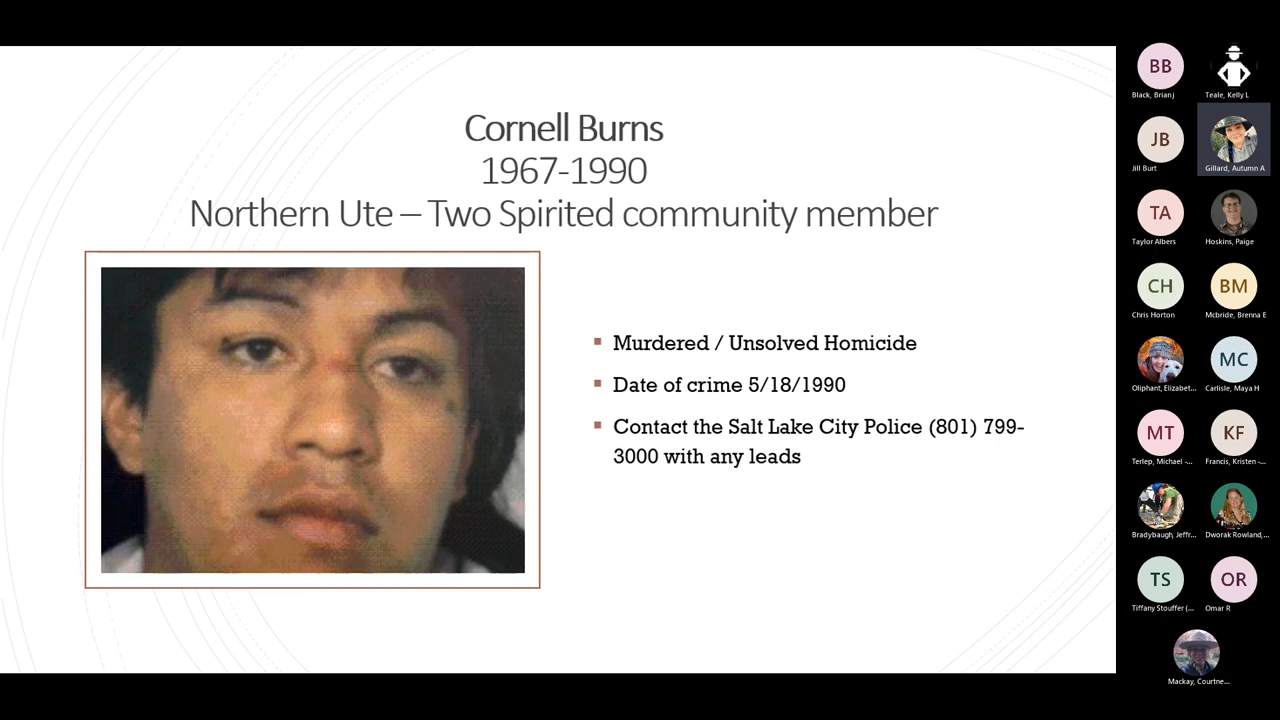 Cornell Burns
1967-1990
Northern Ute – Two Spirited community member
Murdered / Unsolved Homicide
Date of crime 5/18/1990
Contact the Salt Lake City Police (801) 799-
3000 with any leads
BB
Black, Brian J
Teale, Kelly L
JB
Jill Burt
Gillard, Autumn A
TA
Taylor Albers
Hoskins, Paige
CH
Chris Horton
BM
Mcbride, Brenna E
Oliphant, Elizabet...
MC
Carlisle, Maya H
MT
Terlep, Michael -...
KF
Francis, Kristen -...
Bradybaugh, Jeffr...
Dworak Rowland,...
TS
Tiffany Stouffer (...
OR
Omar R
Mackay, Courtne...